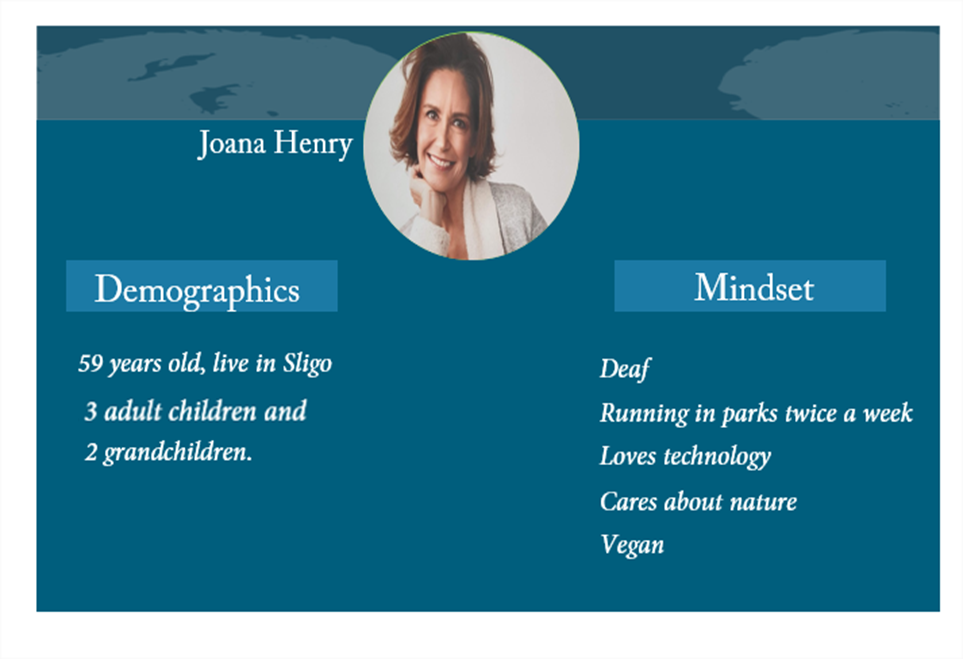 Joana Henry
Demographics
59 years old, live in Sligo
3 adult children and
2 grandchildren.
Mindset
Deaf
Running in parks twice a week
Loves technology
Cares about nature
Vegan